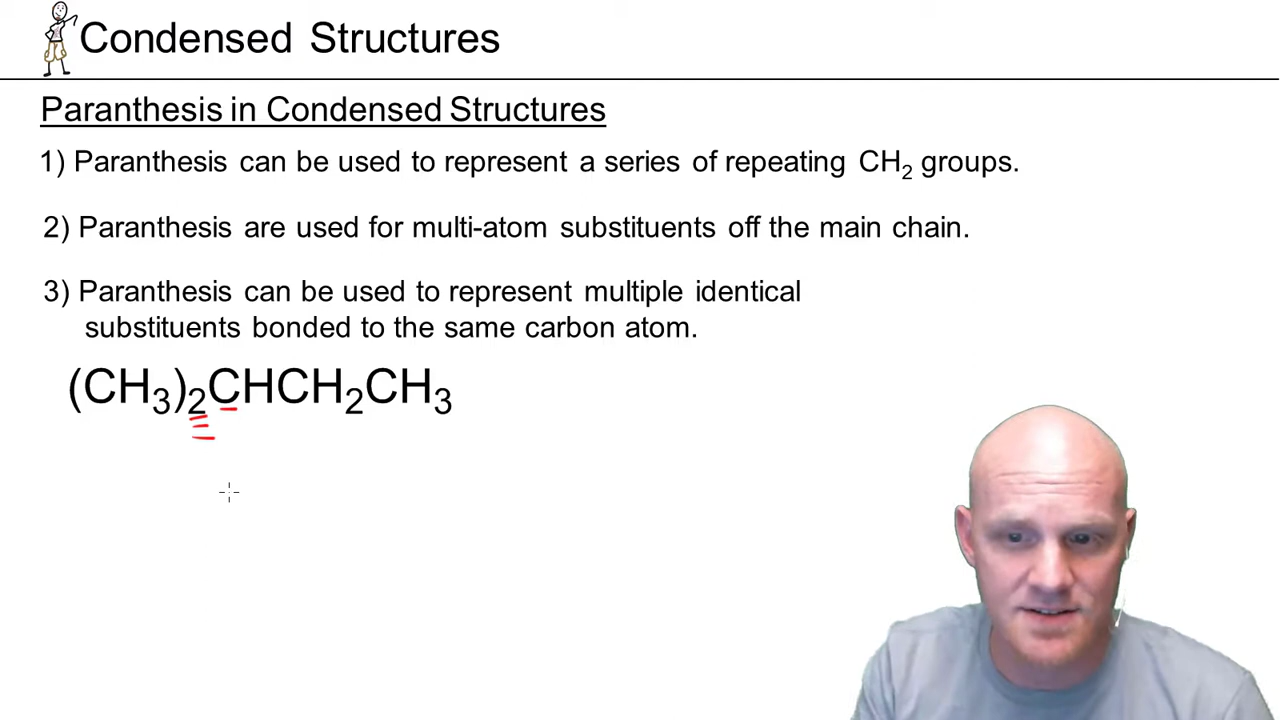 Condensed Structures
Paranthesis in Condensed Structures
1) Paranthesis can be used to represent a series of repeating CH₂ groups.
2) Paranthesis are used for multi-atom substituents off the main chain.
3) Paranthesis can be used to represent multiple identical
substituents bonded to the same carbon atom.
(CH₃)₂CHCH₂CH₃